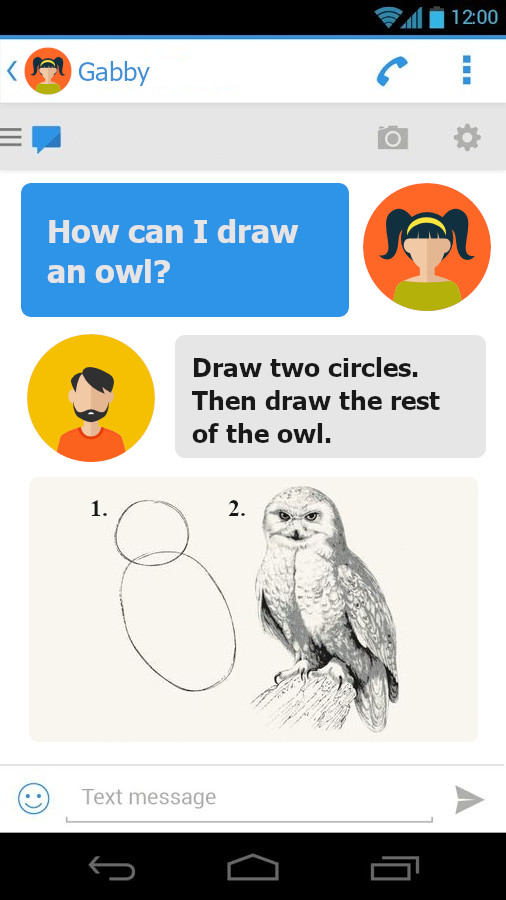 12:00
Gabby
How can I draw
an owl?
Draw two circles.
Then draw the rest
of the owl.
1. 2.
Text message